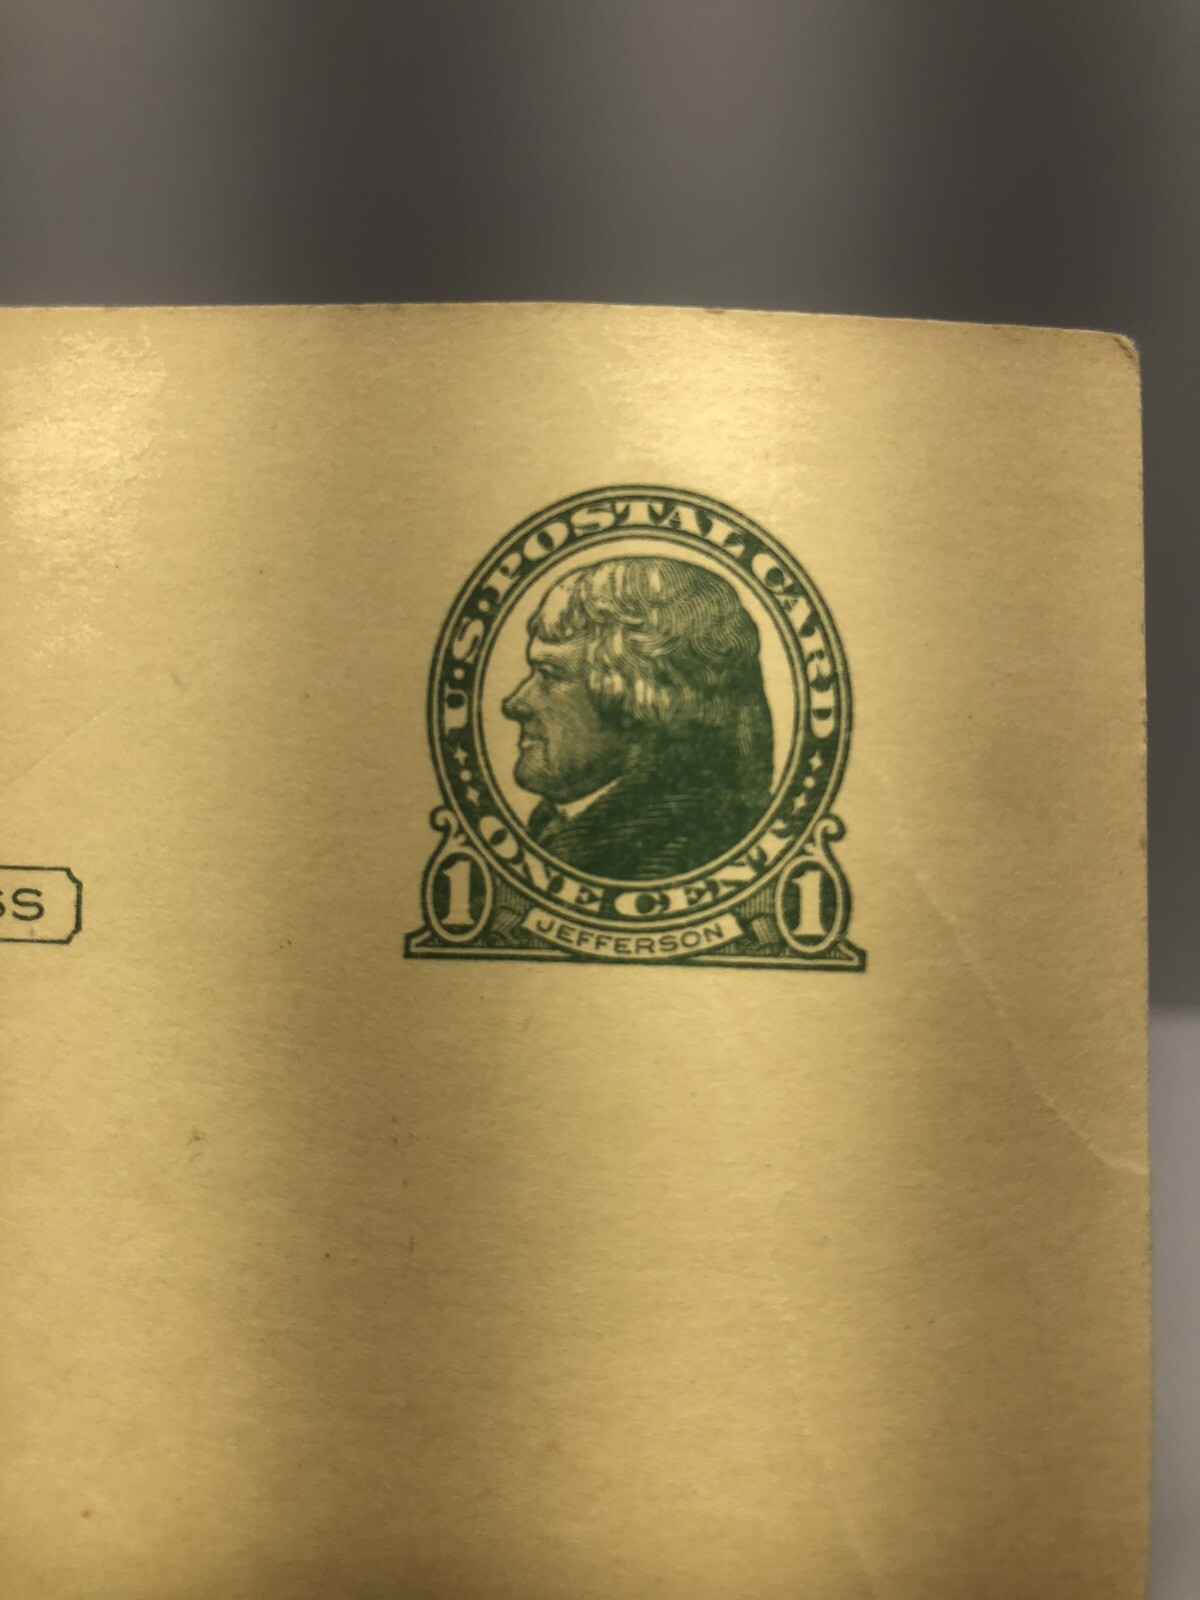 U.S. POSTAL CARD
ONE CENT
1 1
JEFFERSON
SS